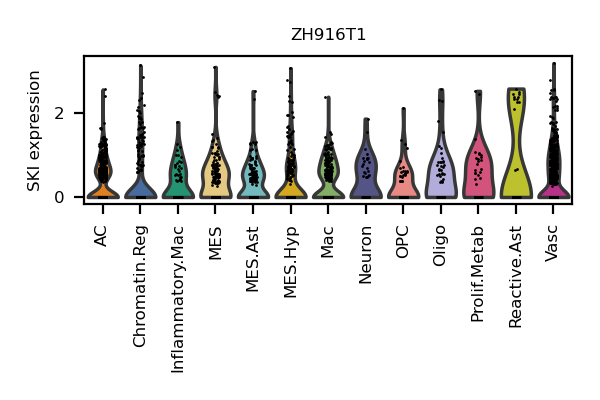 ZH916T1
SKI expression
2
0
AC
Chromatin.Reg
Inflammatory.Mac
MES
MES.Ast
MES.Hyp
Mac
Neuron
OPC
Oligo
Prolif.Metab
Reactive.Ast
Vasc